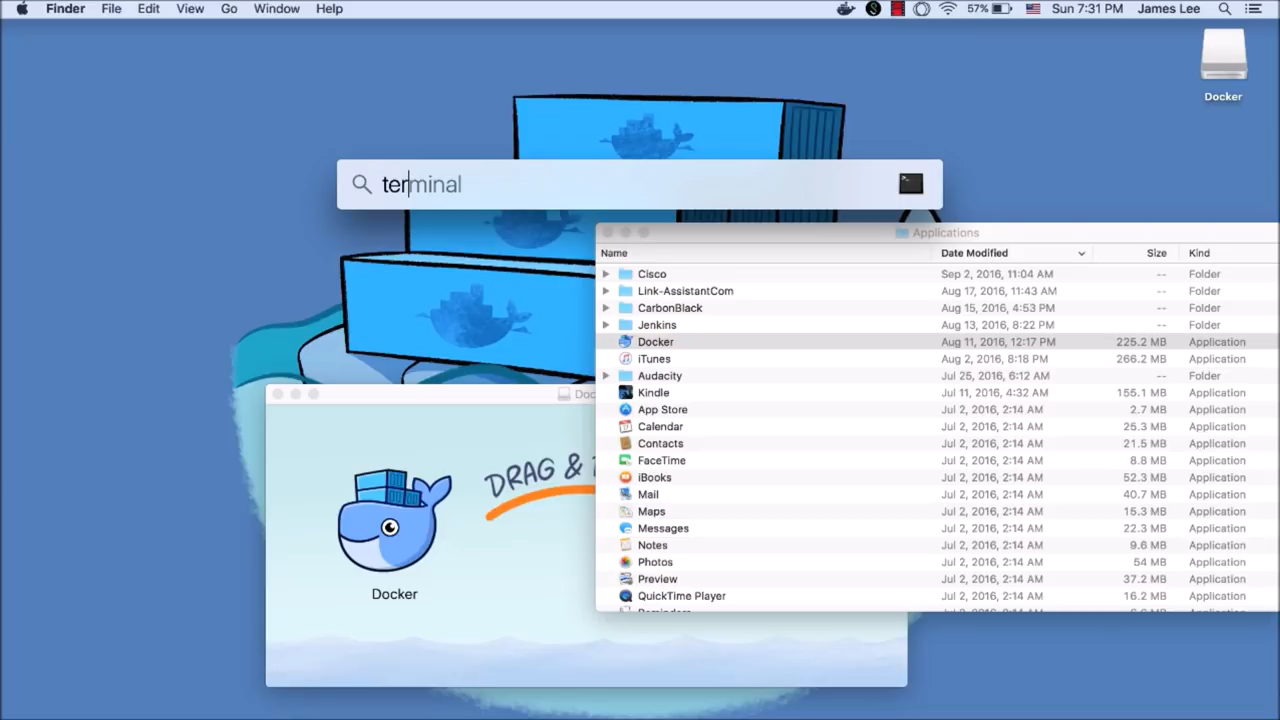 Finder File Edit View Go Window Help 57% Sun 7:31 PM James Lee
Docker
terminal
Applications
Name Date Modified Size Kind
Cisco Sep 2, 2016, 11:04 AM -- Folder
Link-AssistantCom Aug 17, 2016, 11:43 AM -- Folder
CarbonBlack Aug 15, 2016, 4:53 PM -- Folder
Jenkins Aug 13, 2016, 8:22 PM -- Folder
Docker Aug 11, 2016, 12:17 PM 225.2 MB Application
iTunes Aug 2, 2016, 8:18 PM 266.2 MB Application
Audacity Jul 25, 2016, 6:12 AM -- Folder
Kindle Jul 11, 2016, 4:32 AM 155.1 MB Application
App Store Jul 2, 2016, 2:14 AM 2.7 MB Application
Calendar Jul 2, 2016, 2:14 AM 25.3 MB Application
Contacts Jul 2, 2016, 2:14 AM 21.5 MB Application
FaceTime Jul 2, 2016, 2:14 AM 8.8 MB Application
iBooks Jul 2, 2016, 2:14 AM 52.3 MB Application
Mail Jul 2, 2016, 2:14 AM 40.7 MB Application
Maps Jul 2, 2016, 2:14 AM 15.3 MB Application
Messages Jul 2, 2016, 2:14 AM 22.3 MB Application
Notes Jul 2, 2016, 2:14 AM 9.6 MB Application
Photos Jul 2, 2016, 2:14 AM 54 MB Application
Preview Jul 2, 2016, 2:14 AM 37.2 MB Application
QuickTime Player Jul 2, 2016, 2:14 AM 16.2 MB Application
Doc
DRAG &
Docker